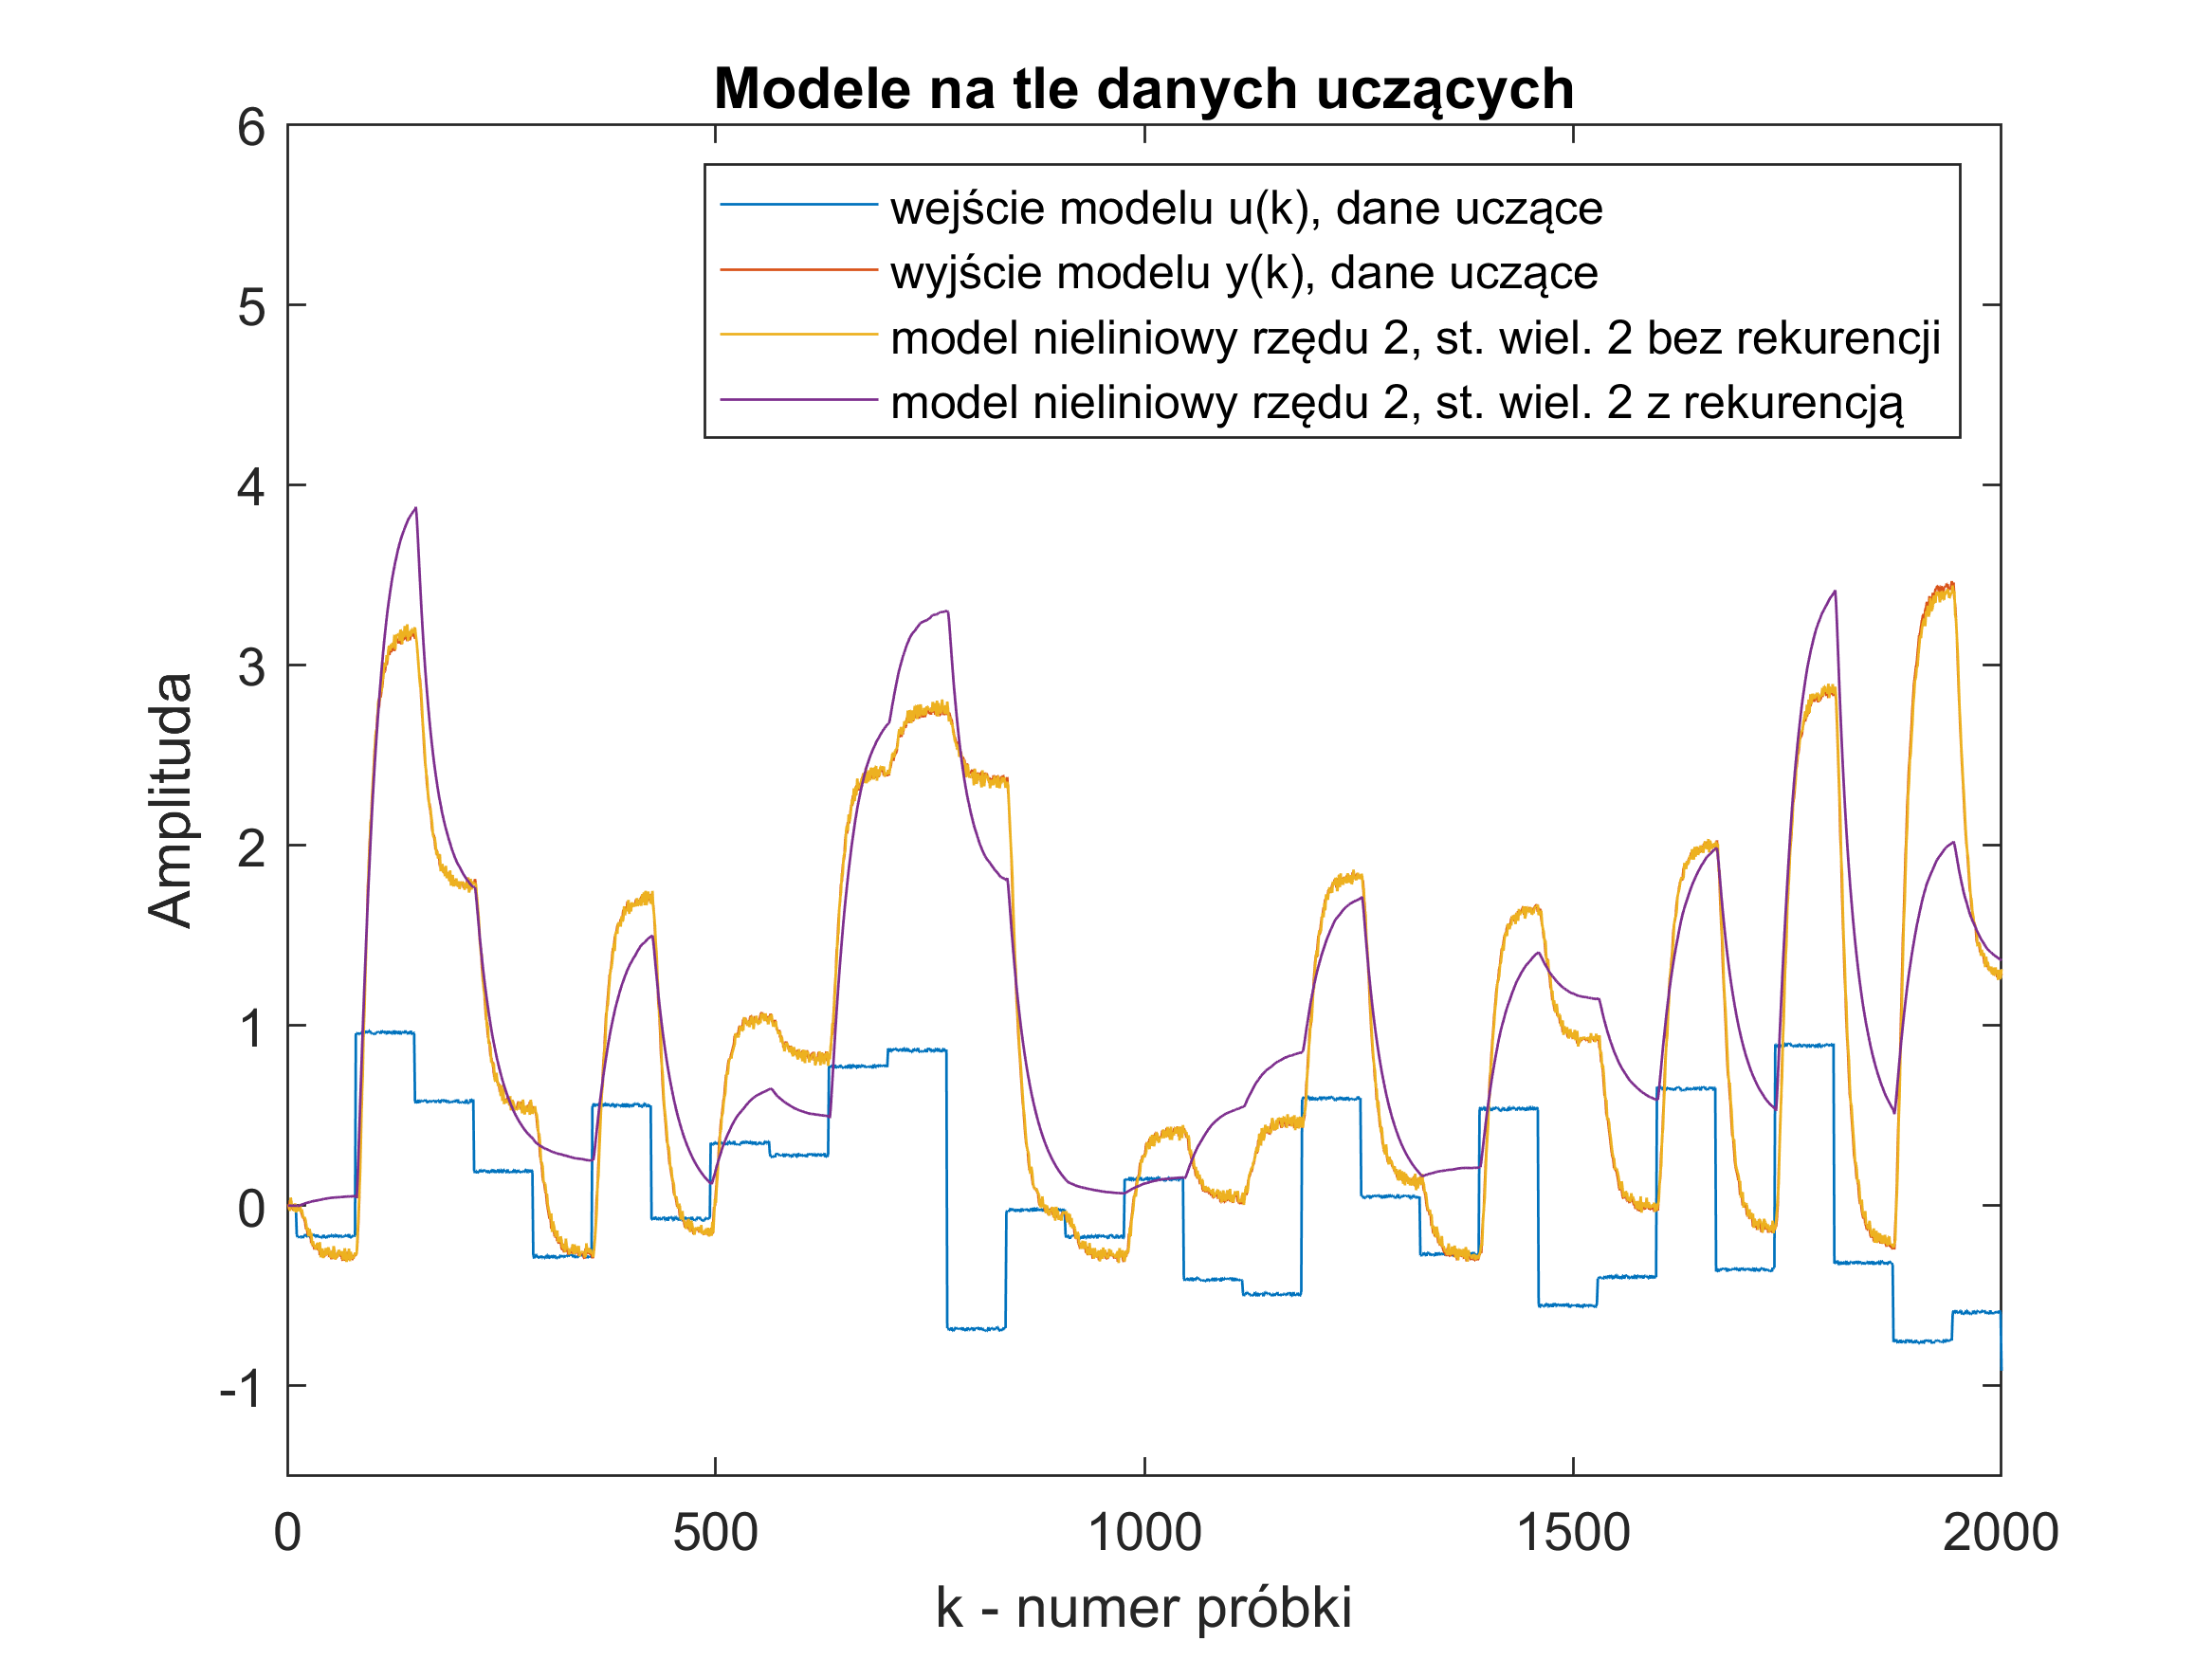 Modele na tle danych uczących
6
5
4
3
2
1
0
-1
Amplituda
wejście modelu u(k), dane uczące
wyjście modelu y(k), dane uczące
model nieliniowy rzędu 2, st. wiel. 2 bez rekurencji
model nieliniowy rzędu 2, st. wiel. 2 z rekurencją
0 500 1000 1500 2000
k - numer próbki